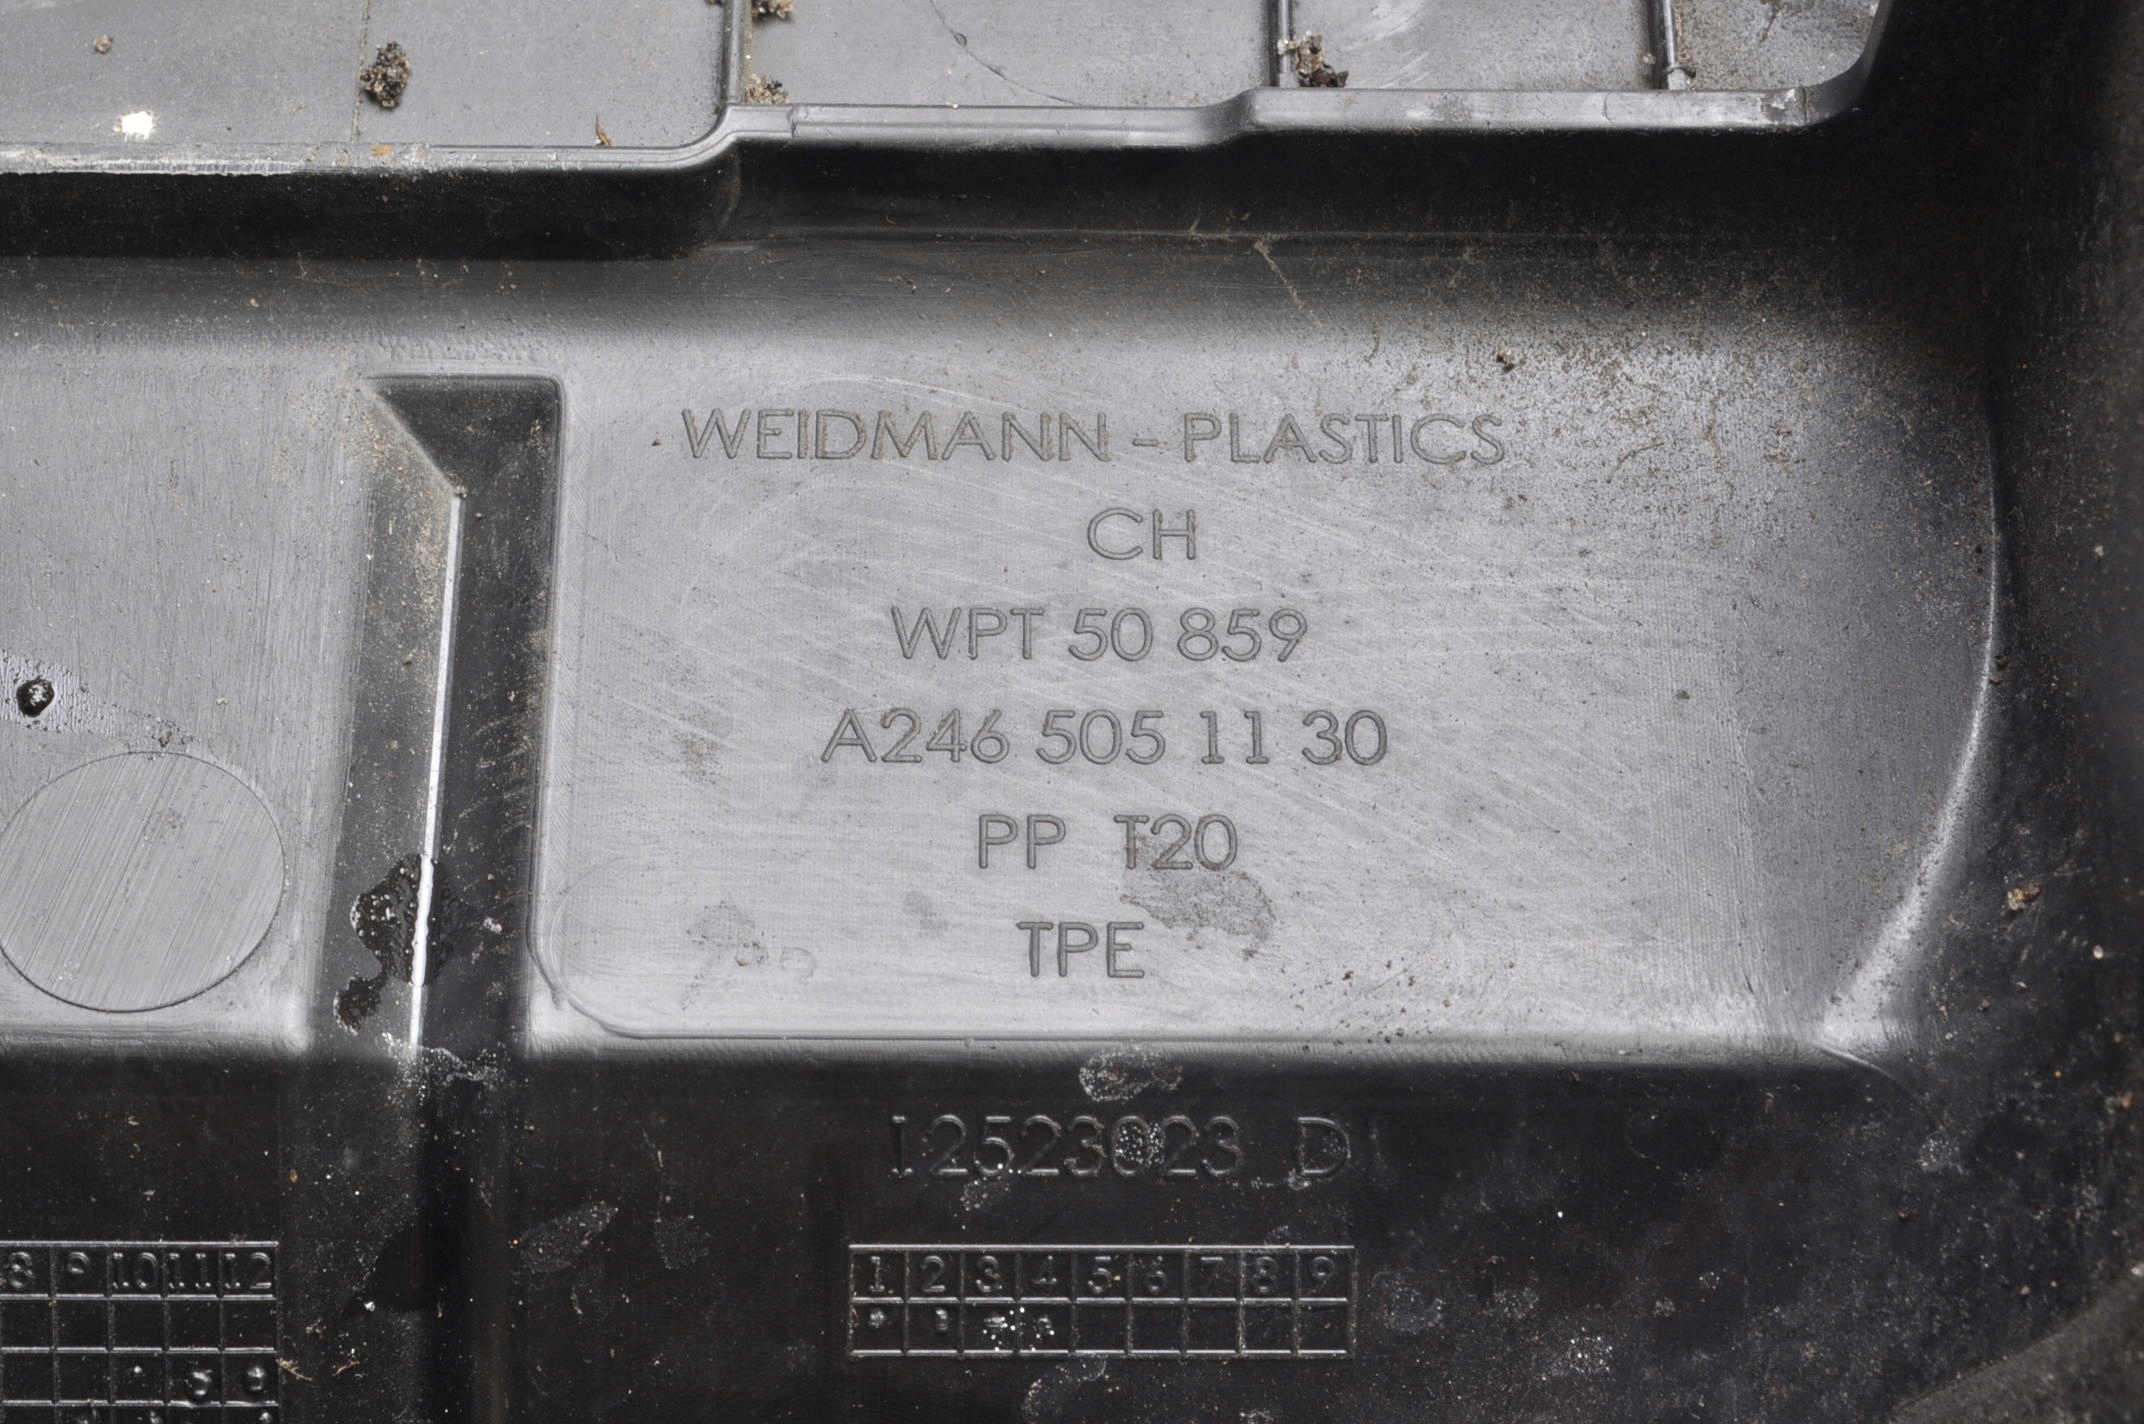 WEIDMANN - PLASTICS
CH
WPT 50 859
A246 505 11 30
PP T20
TPE
12523023 D
8 9 10 11 12
1 2 3 4 5 6 7 8 9